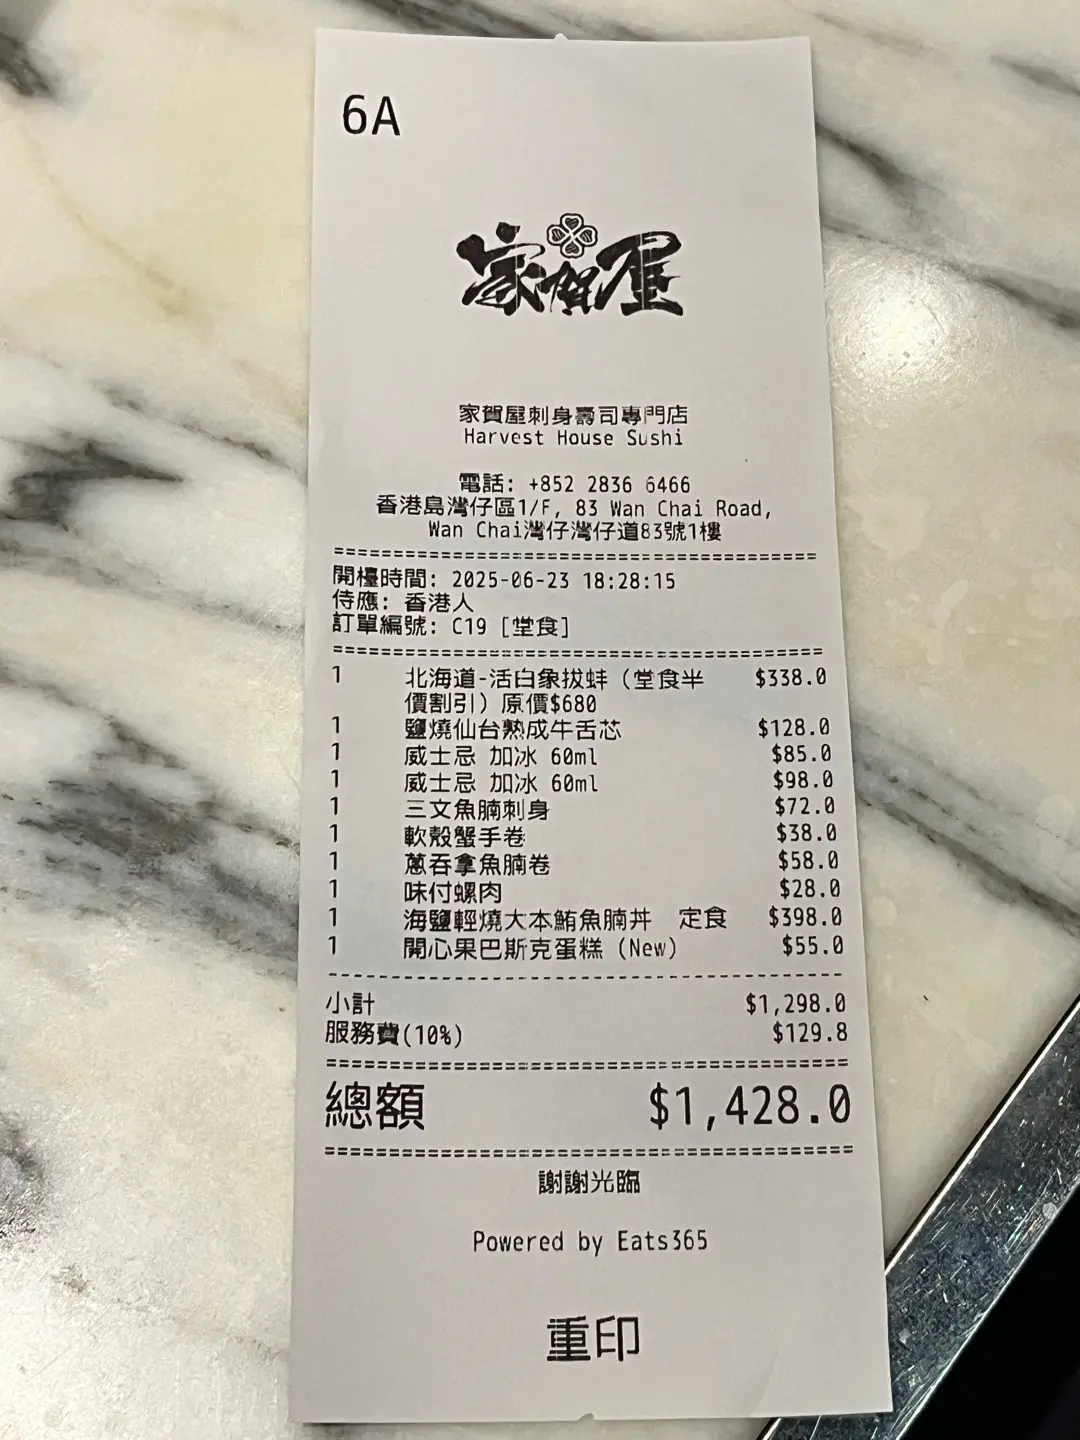 6A
家賀屋
家賀屋刺身壽司專門店
Harvest House Sushi
電話: +852 2836 6466
香港島灣仔區1/F, 83 Wan Chai Road,
Wan Chai灣仔灣仔道83號1樓
開檯時間: 2025-06-23 18:28:15
侍應: 香港人
訂單編號: C19 [堂食]
1 北海道-活白象拔蚌 (堂食半 $338.0
價割引) 原價$680
1 鹽燒仙台熟成牛舌芯 $128.0
1 威士忌 加冰 60ml $85.0
1 威士忌 加冰 60ml $98.0
1 三文魚腩刺身 $72.0
1 軟殼蟹手卷 $38.0
1 蔥吞拿魚腩卷 $58.0
1 味付螺肉 $28.0
1 海鹽輕燒大本鮪魚腩丼 定食 $398.0
1 開心果巴斯克蛋糕 (New) $55.0
小計 $1,298.0
服務費(10%) $129.8
總額 $1,428.0
謝謝光臨
Powered by Eats365
重印